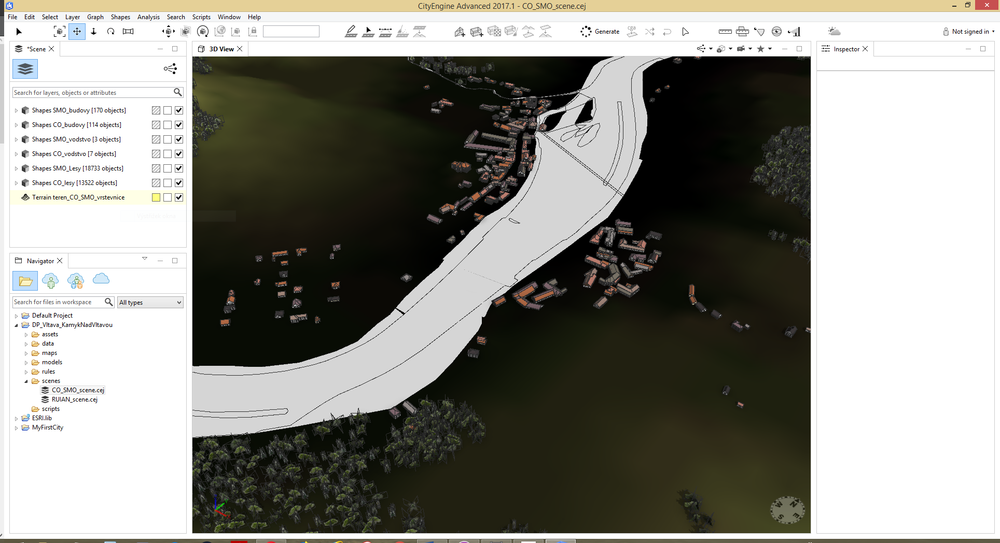 CityEngine Advanced 2017.1 - CO_SMO_scene.cej
File Edit Select Layer Graph Shapes Analysis Search Scripts Window Help
cga
Generate
Not signed in
*Scene
3D View
Inspector
Search for layers, objects or attributes
Shapes SMO_budovy [170 objects]
Shapes CO_budovy [114 objects]
Shapes SMO_vodstvo [3 objects]
Shapes CO_vodstvo [7 objects]
Shapes SMO_Lesy [18733 objects]
Shapes CO_lesy [13522 objects]
Terrain teren_CO_SMO_vrstevnice
Navigator
Search for files in workspace
All types
Default Project
DP_Vltava_KamykNadVltavou
assets
data
maps
models
rules
scenes
CO_SMO_scene.cej
RUIAN_scene.cej
scripts
ESRI.lib
MyFirstCity
Y
W N
S E